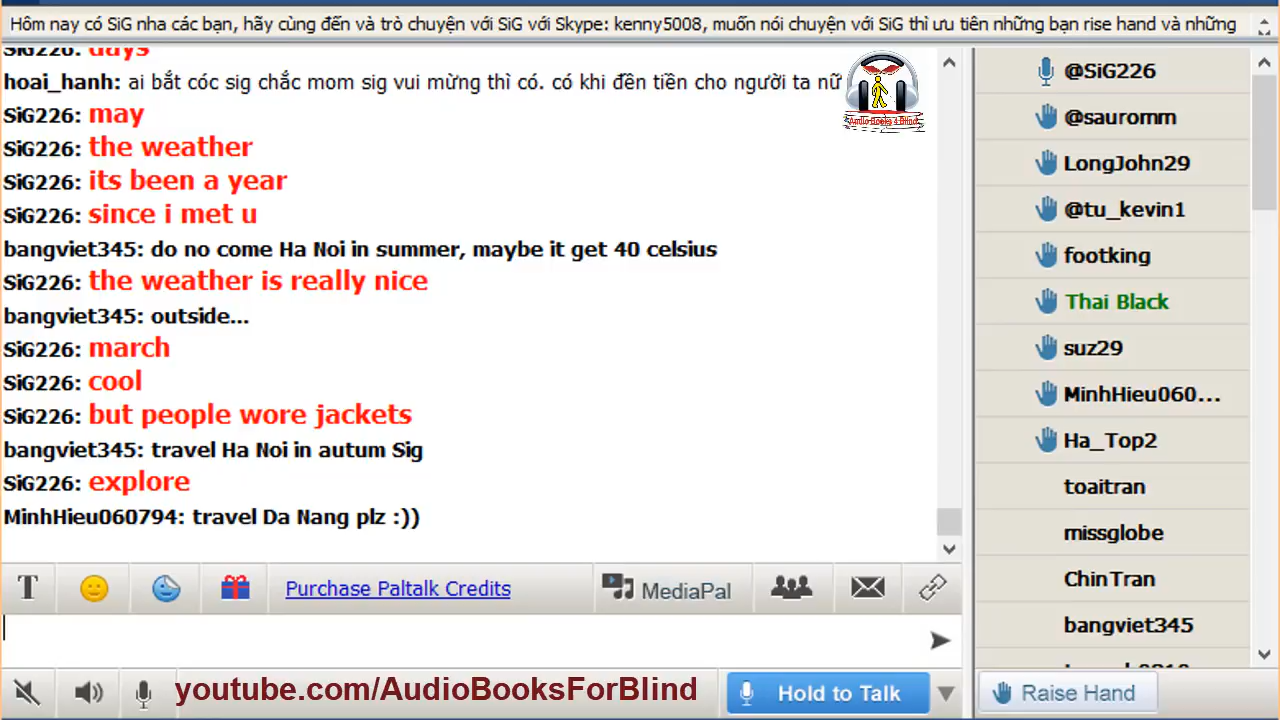 Hôm nay có SiG nha các bạn, hãy cùng đến và trò chuyện với SiG với Skype: kenny5008, muốn nói chuyện với SiG thì ưu tiên những bạn rise hand và những
SiG226: days
hoai_hanh: ai bắt cóc sig chắc mom sig vui mừng thì có. có khi đền tiền cho người ta nữ
SiG226: may
SiG226: the weather
SiG226: its been a year
SiG226: since i met u
bangviet345: do no come Ha Noi in summer, maybe it get 40 celsius
SiG226: the weather is really nice
bangviet345: outside...
SiG226: march
SiG226: cool
SiG226: but people wore jackets
bangviet345: travel Ha Noi in autum Sig
SiG226: explore
MinhHieu060794: travel Da Nang plz :))
Audio Books 4 Blind
T
Purchase Paltalk Credits
MediaPal
youtube.com/AudioBooksForBlind
Hold to Talk
@SiG226
@sauromm
LongJohn29
@tu_kevin1
footking
Thai Black
suz29
MinhHieu060...
Ha_Top2
toaitran
missglobe
ChinTran
bangviet345
Raise Hand